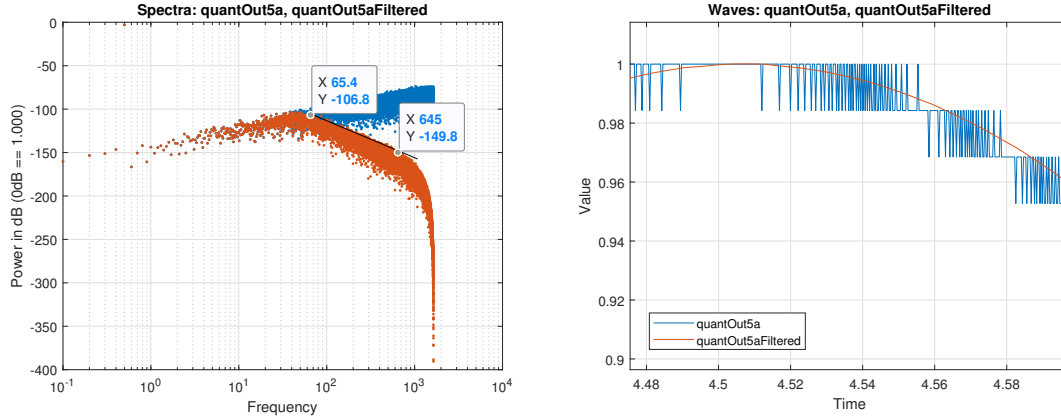 Spectra: quantOut5a, quantOut5aFiltered
0
-50
-100
-150
-200
-250
-300
-350
-400
Power in dB (0dB == 1.000)
X 65.4
Y -106.8
X 645
Y -149.8
10^-1
10^0
10^1
10^2
10^3
10^4
Frequency
Waves: quantOut5a, quantOut5aFiltered
1
0.98
0.96
0.94
0.92
0.9
Value
quantOut5a
quantOut5aFiltered
4.48
4.5
4.52
4.54
4.56
4.58
Time